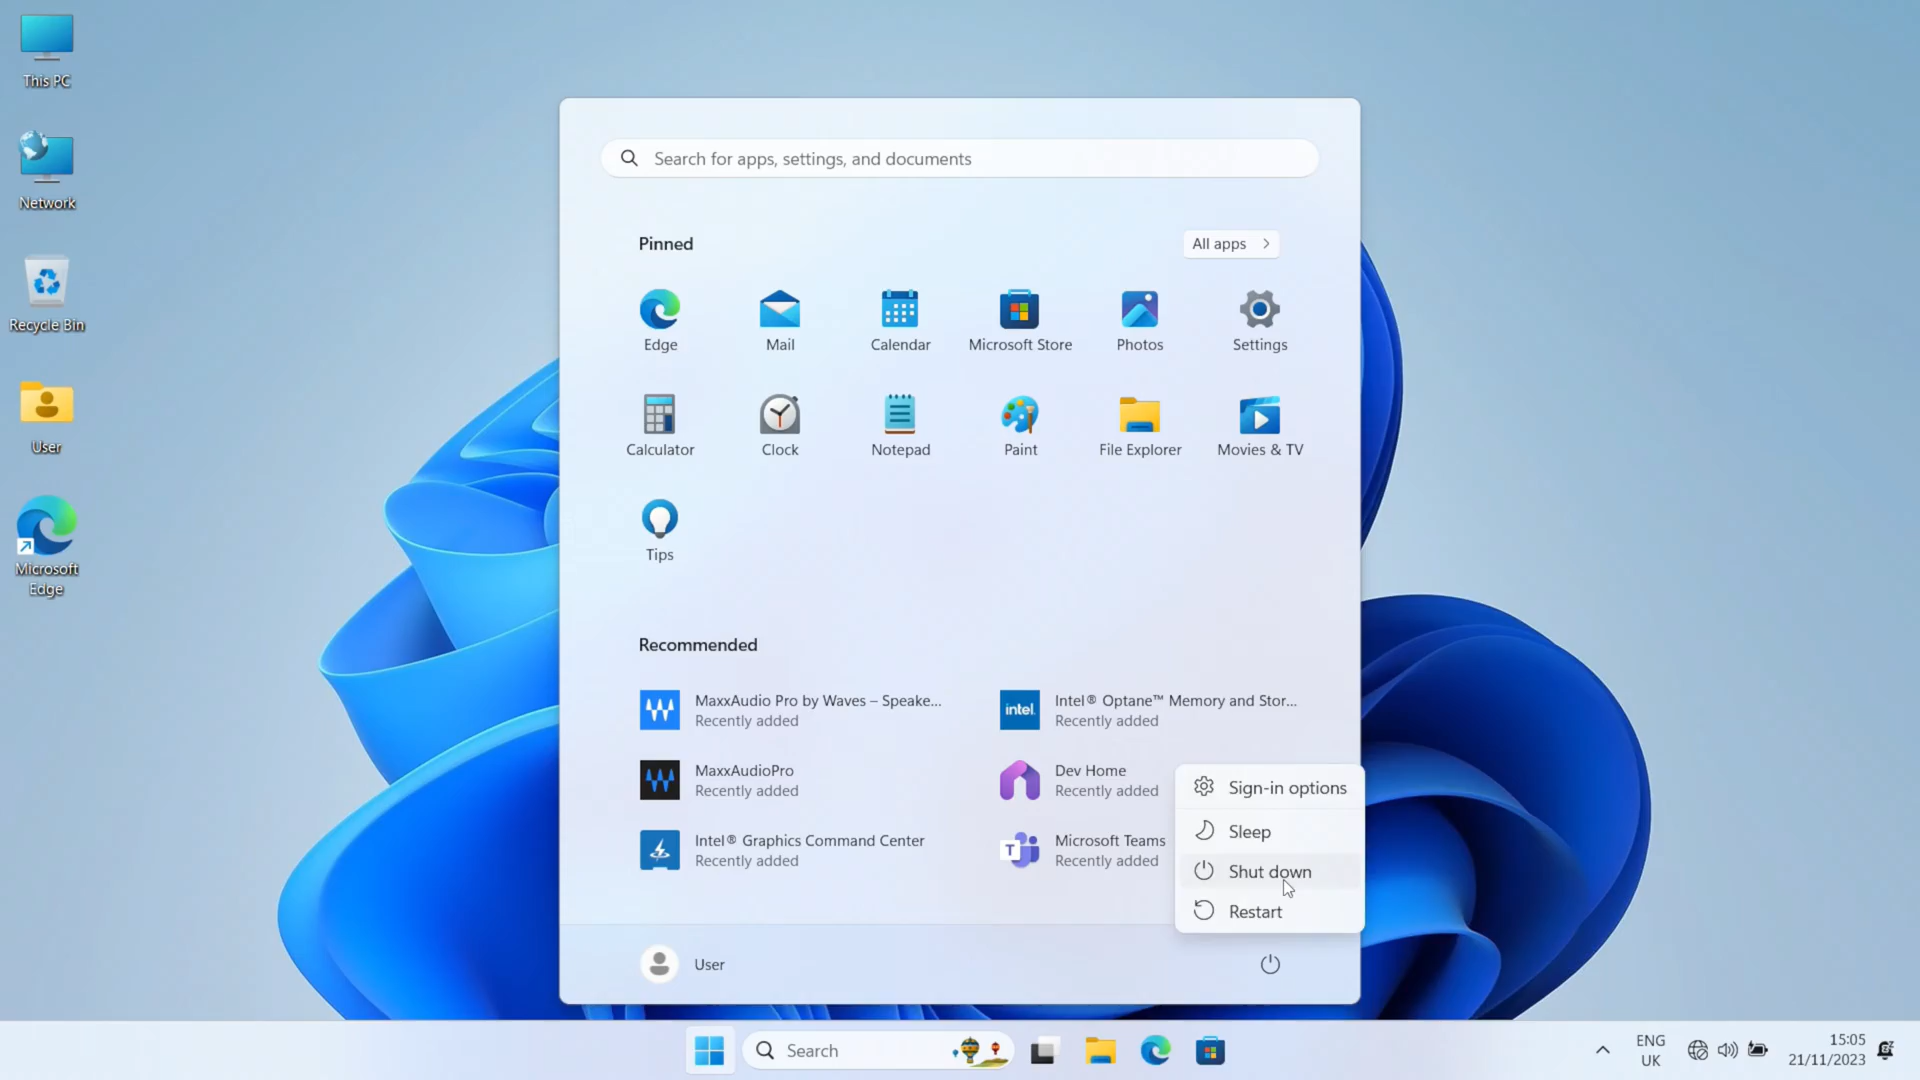 This PC
Network
Recycle Bin
User
Microsoft
Edge
Search for apps, settings, and documents
Pinned
All apps
Edge
Mail
Calendar
Microsoft Store
Photos
Settings
Calculator
Clock
Notepad
Paint
File Explorer
Movies & TV
Tips
Recommended
MaxxAudio Pro by Waves – Speake...
Recently added
intel.
Intel® Optane™ Memory and Stor...
Recently added
MaxxAudioPro
Recently added
Dev Home
Recently added
Intel® Graphics Command Center
Recently added
T
Microsoft Teams
Recently added
Sign-in options
Sleep
Shut down
Restart
User
Search
ENG
UK
15:05
21/11/2023